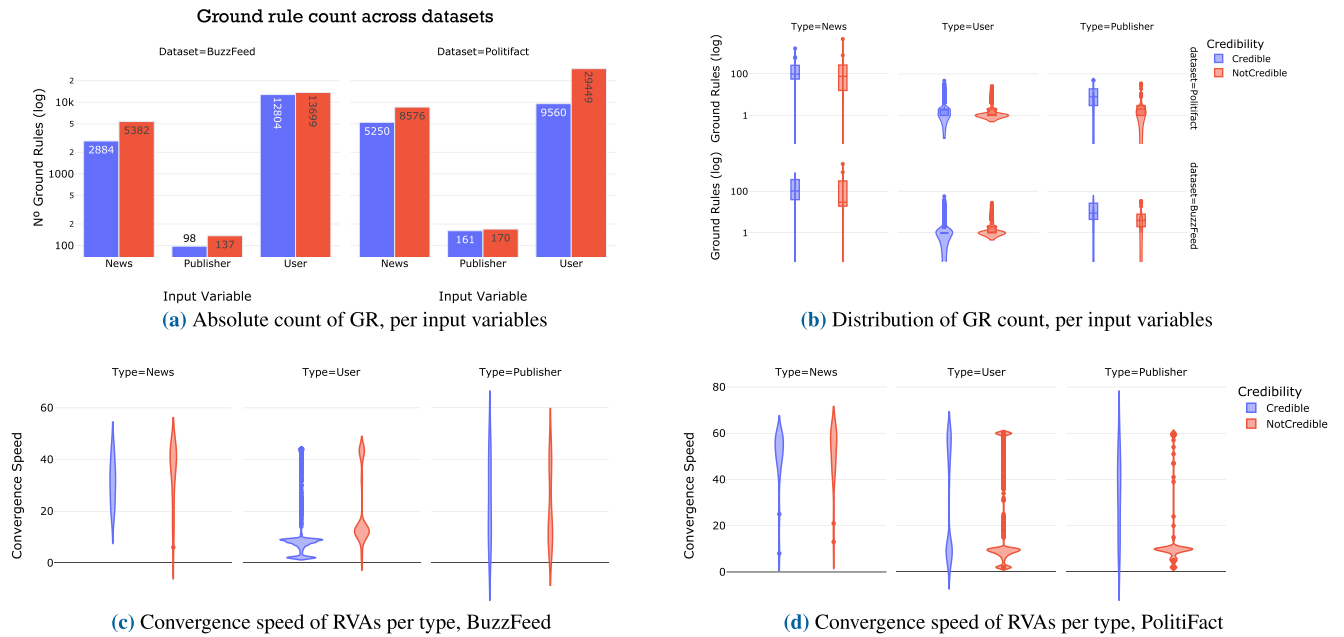 Ground rule count across datasets
Dataset=BuzzFeed
Dataset=Politifact
Nº Ground Rules (log)
2
10k
5
2
1000
5
2
100
2884
5382
98
137
12804
13699
5250
8576
161
170
9560
29449
News
Publisher
User
News
Publisher
User
Input Variable
Input Variable
(a) Absolute count of GR, per input variables
Type=News
Type=User
Type=Publisher
Credibility
Credible
NotCredible
Ground Rules (log)
100
1
dataset=Politifact
Ground Rules (log)
100
1
dataset=BuzzFeed
(b) Distribution of GR count, per input variables
Type=News
Type=User
Type=Publisher
Convergence Speed
60
40
20
0
(c) Convergence speed of RVAs per type, BuzzFeed
Type=News
Type=User
Type=Publisher
Credibility
Credible
NotCredible
Convergence Speed
80
60
40
20
0
(d) Convergence speed of RVAs per type, PolitiFact